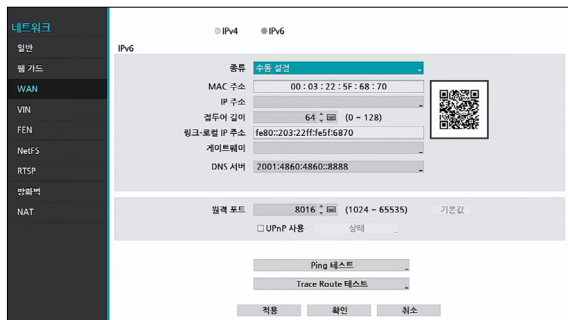 네트워크
일반
웹 가드
WAN
VIN
FEN
NetFS
RTSP
방화벽
NAT
IPv4 IPv6
IPv6
종류 수동 설정
MAC 주소 00 : 03 : 22 : 5F : 68 : 70
IP 주소
접두어 길이 64 (0 ~ 128)
링크-로컬 IP 주소 fe80::203:22ff:fe5f:6870
게이트웨이
DNS 서버 2001:4860:4860::8888
원격 포트 8016 (1024 ~ 65535) 기본값
UPnP 사용 상태
Ping 테스트
Trace Route 테스트
적용 확인 취소